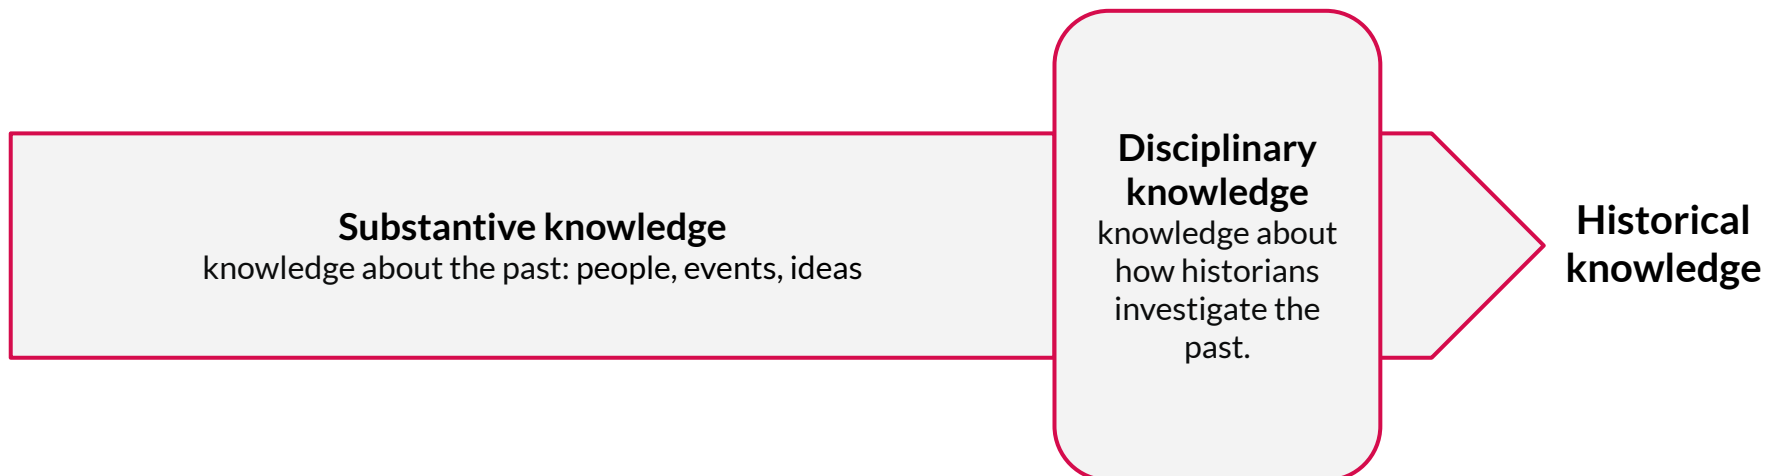 Substantive knowledge
knowledge about the past: people, events, ideas
Disciplinary
knowledge
knowledge about
how historians
investigate the
past.
Historical
knowledge